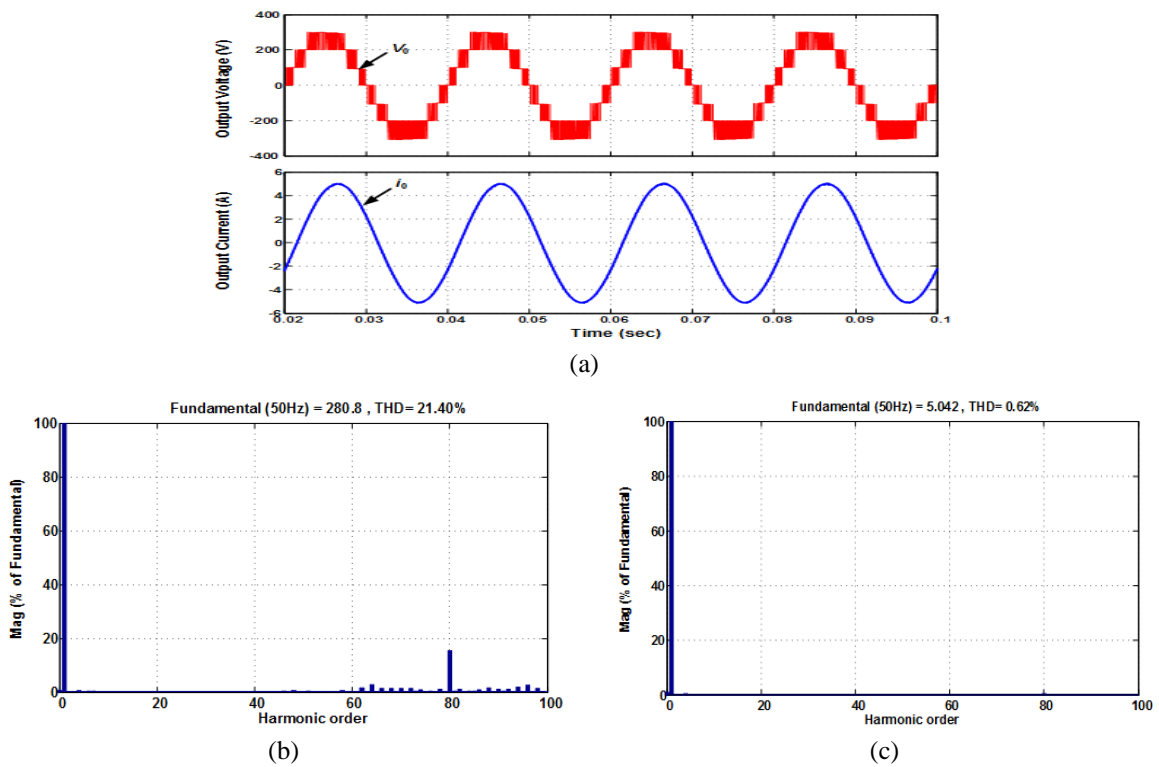 400
200
0
-200
-400
Output Voltage (V)
V₀
6
4
2
0
-2
-4
-6
Output Current (A)
i₀
0.02 0.03 0.04 0.05 0.06 0.07 0.08 0.09 0.1
Time (sec)
(a)
Fundamental (50Hz) = 280.8 , THD= 21.40%
100
80
60
40
20
0
Mag (% of Fundamental)
0 20 40 60 80 100
Harmonic order
(b)
Fundamental (50Hz) = 5.042 , THD= 0.62%
100
80
60
40
20
0
Mag (% of Fundamental)
0 20 40 60 80 100
Harmonic order
(c)